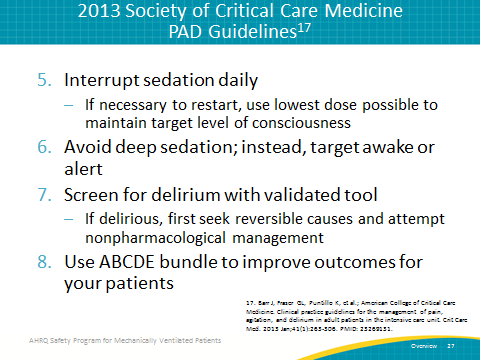 2013 Society of Critical Care Medicine
PAD Guidelines17
5. Interrupt sedation daily
– If necessary to restart, use lowest dose possible to
maintain target level of consciousness
6. Avoid deep sedation; instead, target awake or
alert
7. Screen for delirium with validated tool
– If delirious, first seek reversible causes and attempt
nonpharmacological management
8. Use ABCDE bundle to improve outcomes for
your patients
17. Barr J, Fraser GL, Puntillo K, et al.; American College of Critical Care
Medicine. Clinical practice guidelines for the management of pain,
agitation, and delirium in adult patients in the intensive care unit. Crit Care
Med. 2013 Jan;41(1):263-306. PMID: 23269131.
AHRQ Safety Program for Mechanically Ventilated Patients
Overview 27